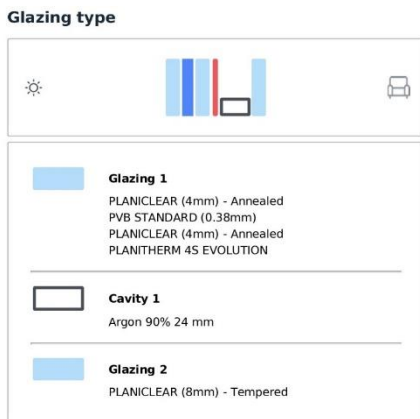 Glazing type
Glazing 1
PLANICLEAR (4mm) - Annealed
PVB STANDARD (0.38mm)
PLANICLEAR (4mm) - Annealed
PLANITHERM 4S EVOLUTION
Cavity 1
Argon 90% 24 mm
Glazing 2
PLANICLEAR (8mm) - Tempered